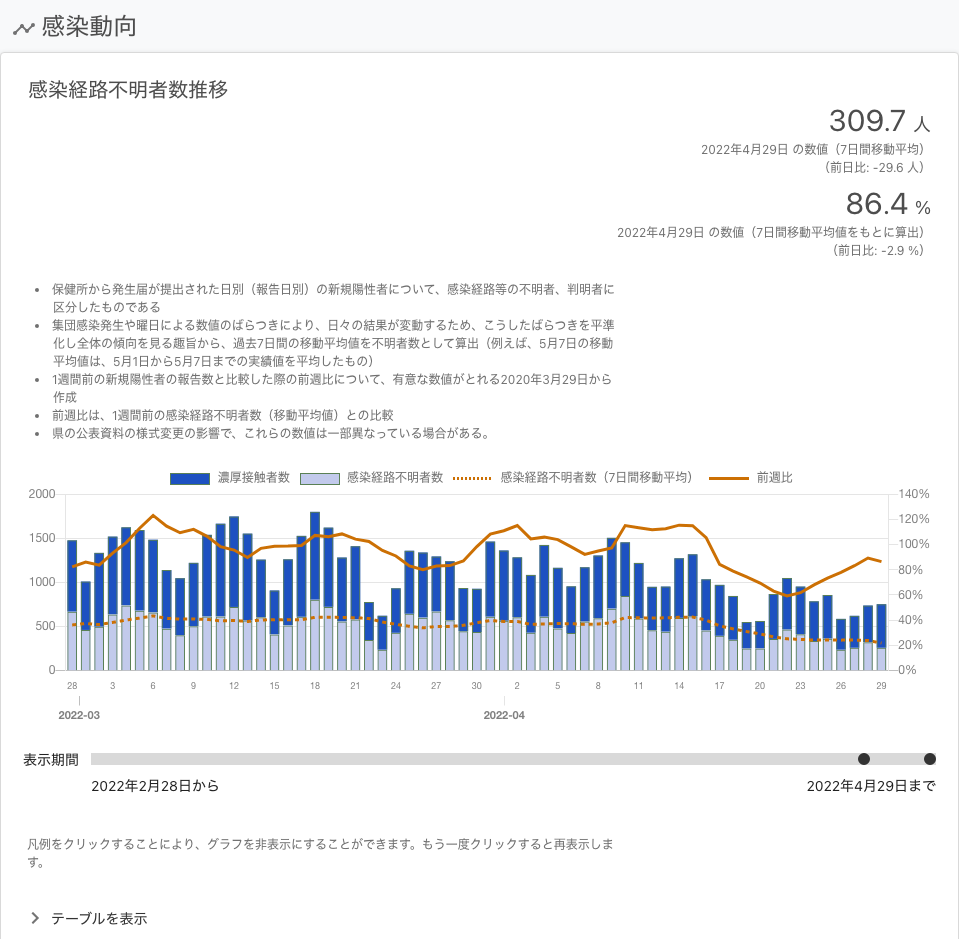 感染動向
感染経路不明者数推移
309.7 人
2022年4月29日 の数値（7日間移動平均）
（前日比: -29.6 人）
86.4 %
2022年4月29日 の数値（7日間移動平均値をもとに算出）
（前日比: -2.9 %）
• 保健所から発生届が提出された日別（報告日別）の新規陽性者について、感染経路等の不明者、判明者に
区分したものである
• 集団感染発生や曜日による数値のばらつきにより、日々の結果が変動するため、こうしたばらつきを平準
化し全体の傾向を見る趣旨から、過去7日間の移動平均値を不明者数として算出（例えば、5月7日の移動
平均値は、5月1日から5月7日までの実績値を平均したもの）
• 1週間前の新規陽性者の報告数と比較した際の前週比について、有意な数値がとれる2020年3月29日から
作成
• 前週比は、1週間前の感染経路不明者数（移動平均値）との比較
• 県の公表資料の様式変更の影響で、これらの数値は一部異なっている場合がある。
濃厚接触者数 感染経路不明者数 感染経路不明者数（7日間移動平均） 前週比
2000 140%
120%
1500
100%
1000 80%
60%
500 40%
20%
0 0%
28 3 6 9 12 15 18 21 24 27 30 2 5 8 11 14 17 20 23 26 29
2022-03 2022-04
表示期間
2022年2月28日から 2022年4月29日まで
凡例をクリックすることにより、グラフを非表示にすることができます。もう一度クリックすると再表示しま
す。
テーブルを表示